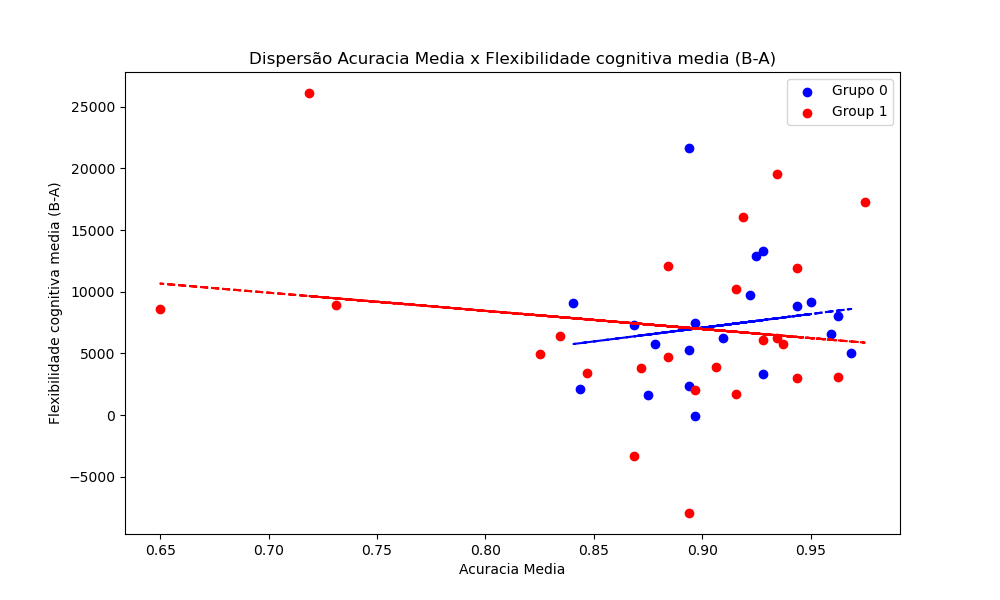 Dispersão Acuracia Media x Flexibilidade cognitiva media (B-A)
Grupo 0
Group 1
Flexibilidade cognitiva media (B-A)
25000
20000
15000
10000
5000
0
−5000
0.65
0.70
0.75
0.80
0.85
0.90
0.95
Acuracia Media